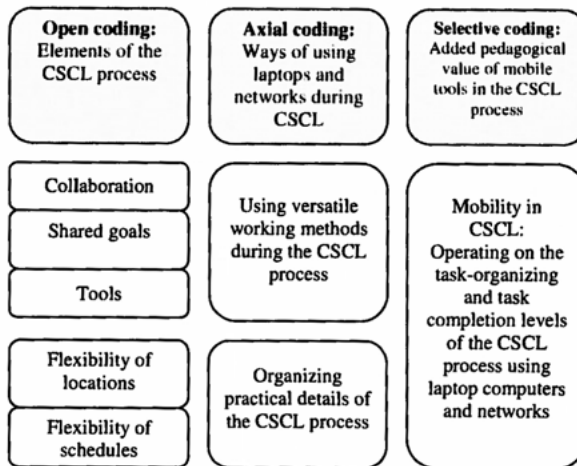 Open coding:
Elements of the
CSCL process
Axial coding:
Ways of using
laptops and
networks during
CSCL
Selective coding:
Added pedagogical
value of mobile
tools in the CSCL
process
Collaboration
Shared goals
Tools
Flexibility of
locations
Flexibility of
schedules
Using versatile
working methods
during the CSCL
process
Organizing
practical details
of the CSCL process
Mobility in
CSCL:
Operating on the
task-organizing
and task
completion levels
of the CSCL
process using
laptop computers
and networks